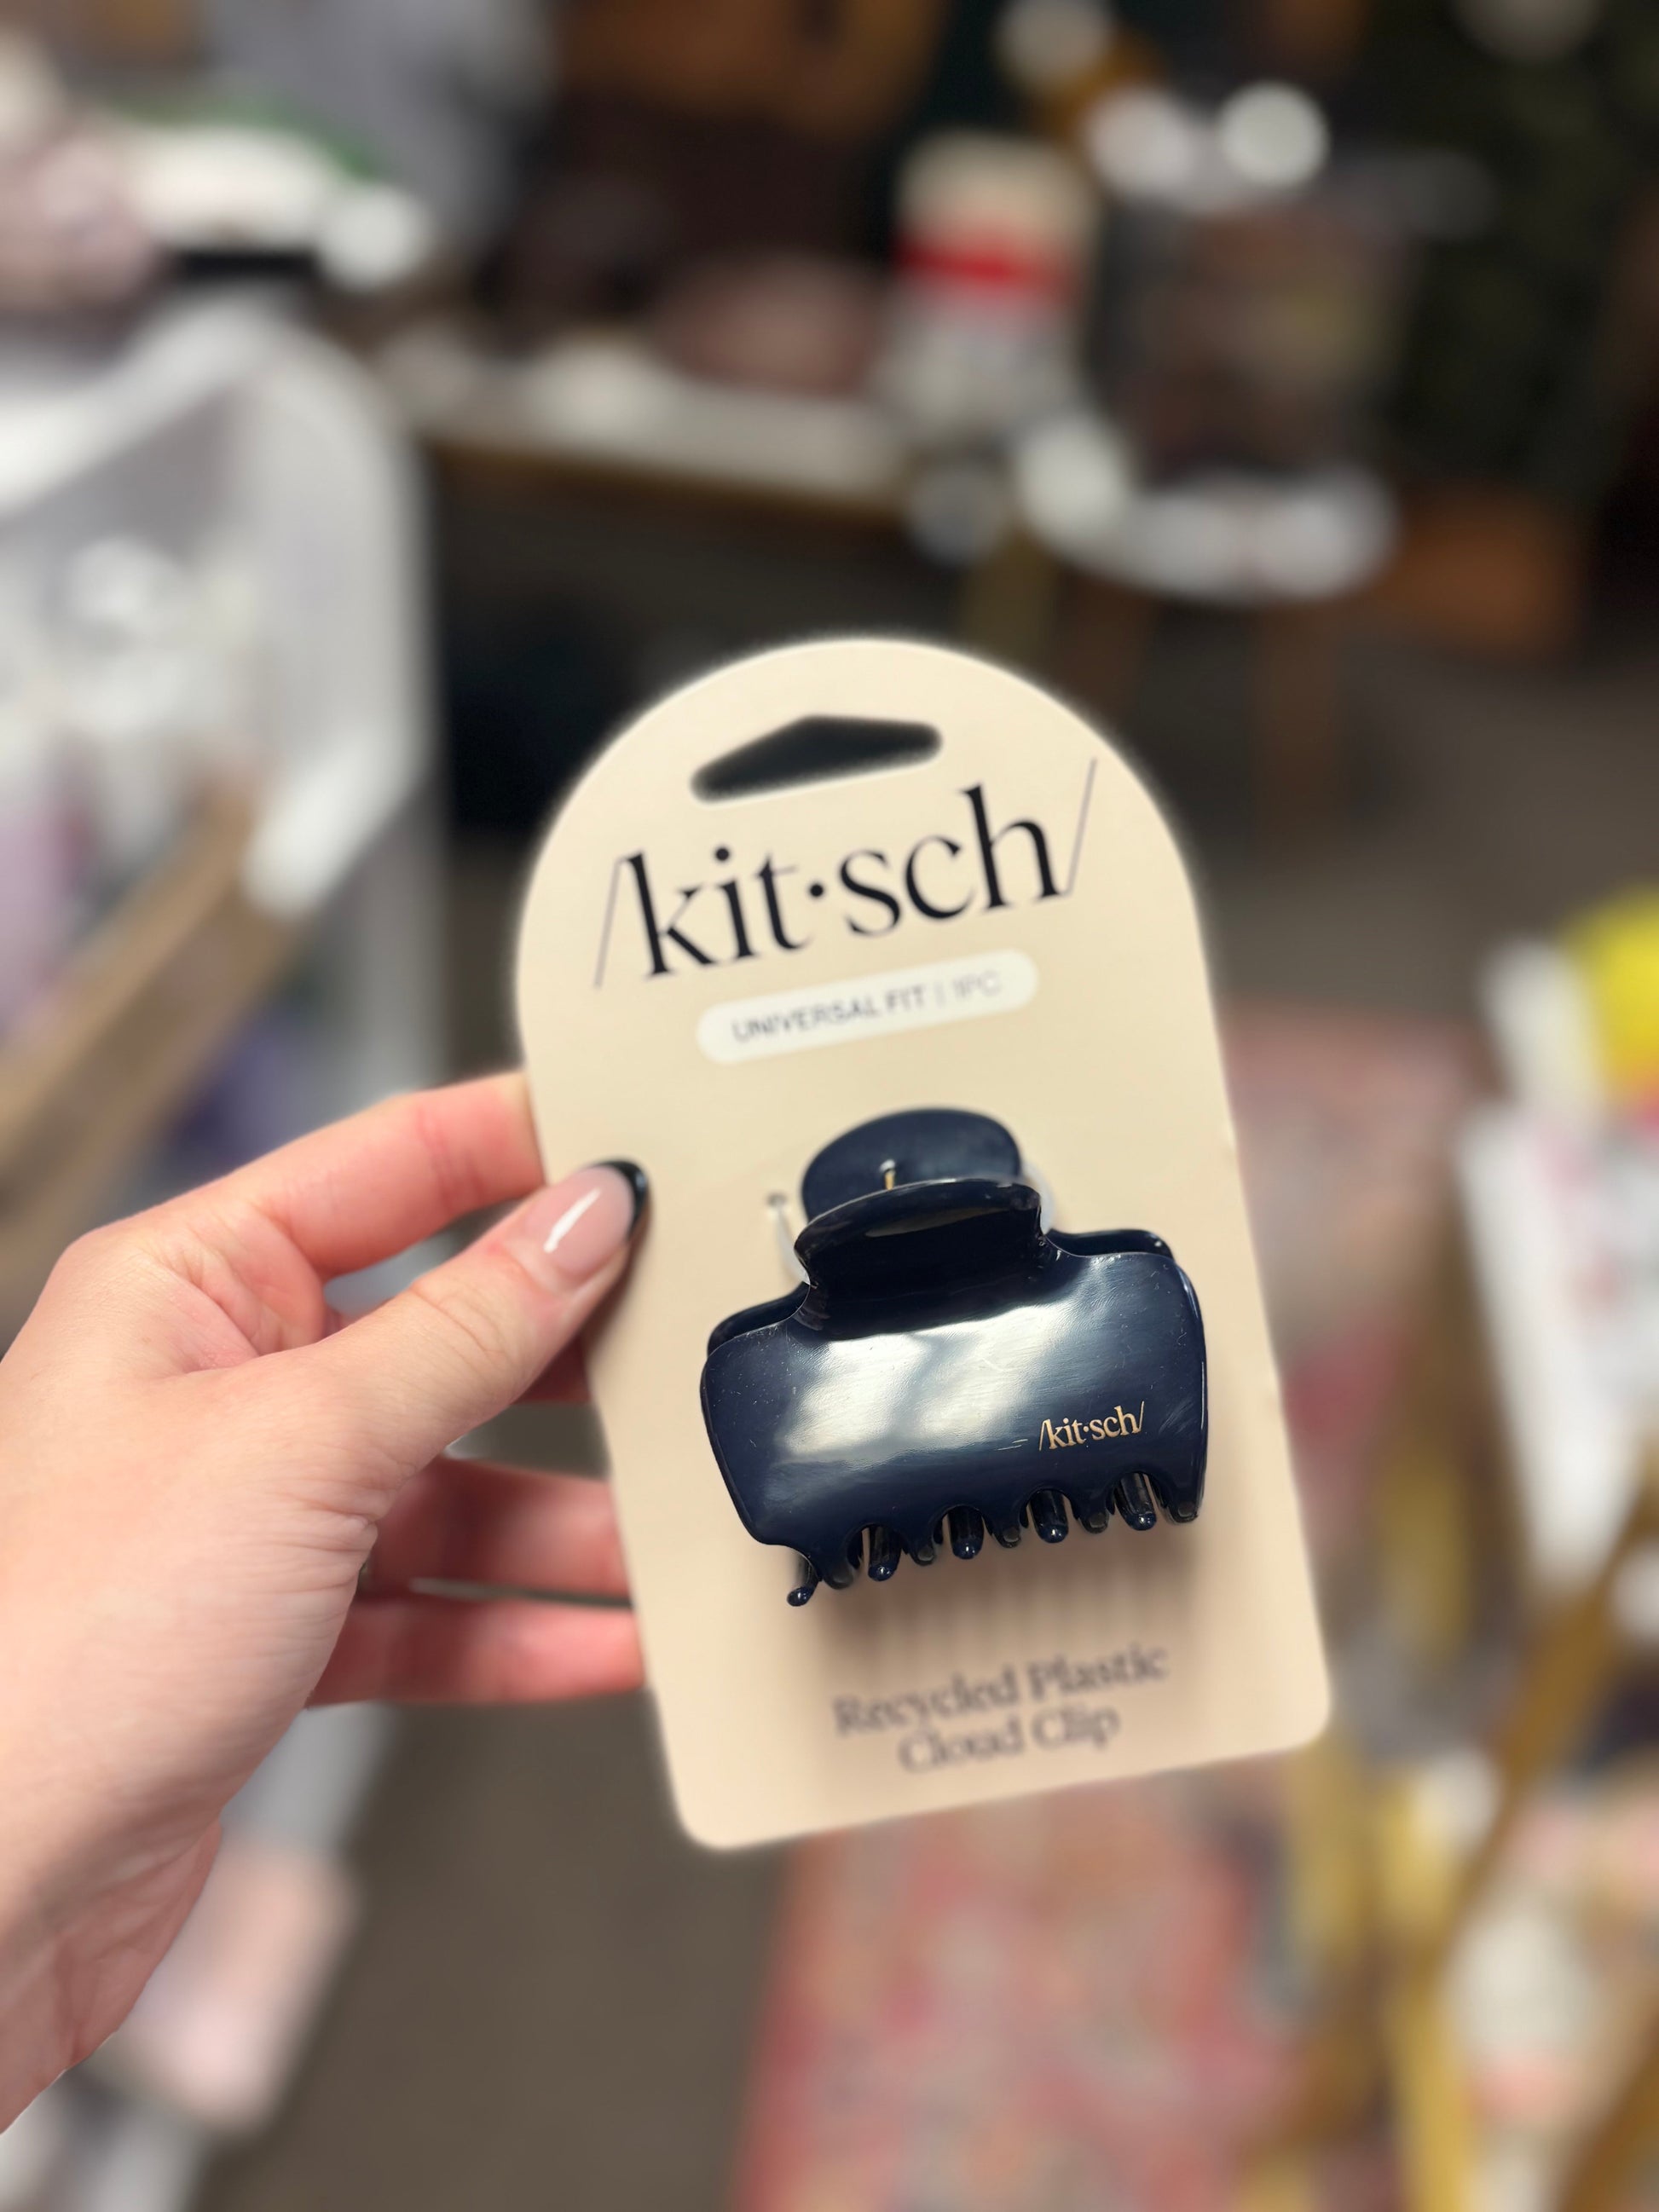 /kit·sch/
UNIVERSAL FIT | 1PC
/kit·sch/
Recycled Plastic
Cloud Clip